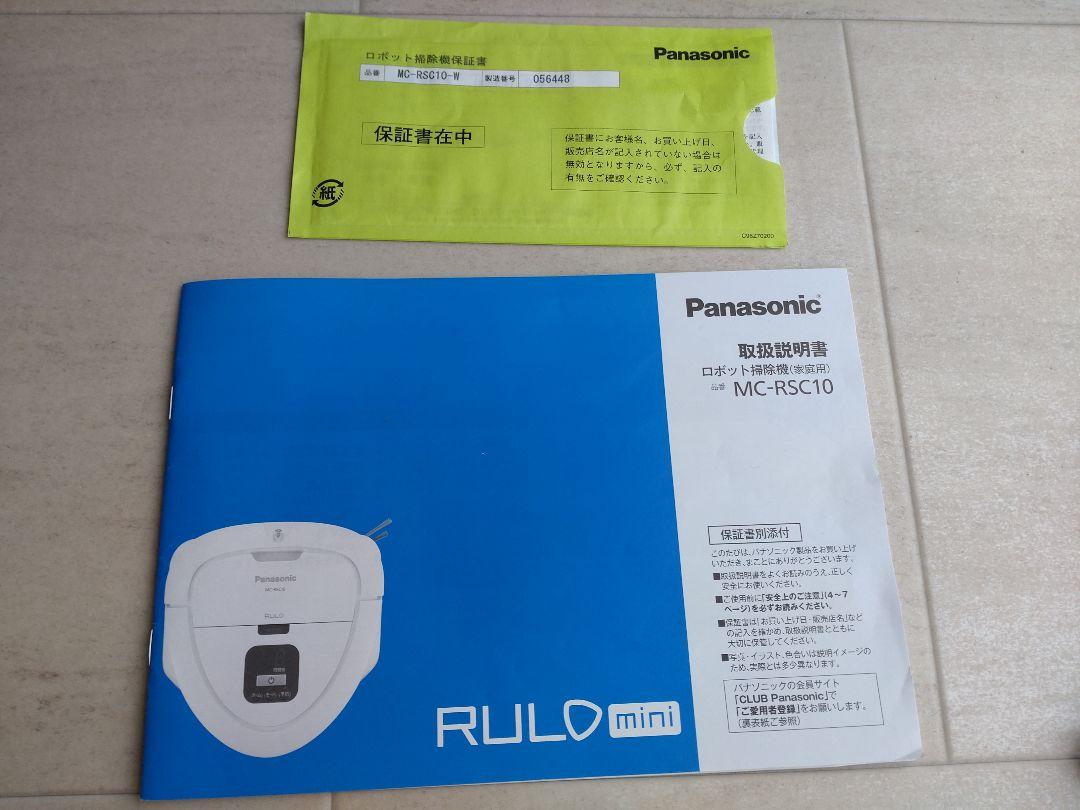 Panasonic
ロボット掃除機保証書
品番 MC-RSC10-W 製造番号 056448
保証書在中
保証書にお客様名、お買い上げ日、
販売店名が記入されていない場合は
無効となりますから、必ず、記入の
有無をご確認ください。
紙
Panasonic
取扱説明書
ロボット掃除機(家庭用)
品番 MC-RSC10
保証書別添付
このたびは、パナソニック製品をお買い上げ
いただき、まことにありがとうございます。
■取扱説明書をよくお読みのうえ、正しく
安全にお使いください。
■ご使用前に「安全上のご注意」(4〜7
ページ)を必ずお読みください。
■保証書は「お買い上げ日・販売店名」など
の記入を確かめ、取扱説明書とともに
大切に保管してください。
■写真・イラスト、色合いは説明イメージの
ため、実際とは多少異なります。
パナソニックの会員サイト
「CLUB Panasonic」で
「ご愛用者登録」をお願いします。
(裏表紙ご参照)
Panasonic
RULO
RULO mini